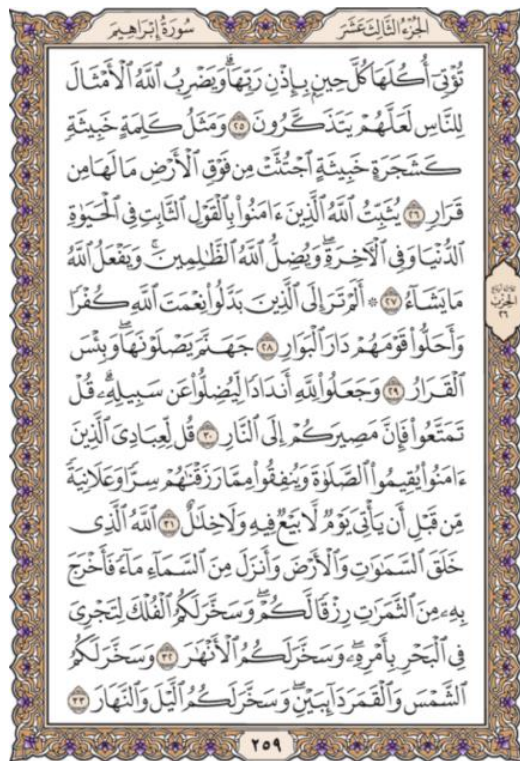 الجزء الثالث عشر
سورة إبراهيم
تُؤۡتِيٓ أُكُلَهَا كُلَّ حِينِۭ بِإِذۡنِ رَبِّهَاۗ وَيَضۡرِبُ ٱللَّهُ ٱلۡأَمۡثَالَ
لِلنَّاسِ لَعَلَّهُمۡ يَتَذَكَّرُونَ ٢٥ وَمَثَلُ كَلِمَةٍ خَبِيثَةٖ
كَشَجَرَةٍ خَبِيثَةٍ ٱجۡتُثَّتۡ مِن فَوۡقِ ٱلۡأَرۡضِ مَا لَهَا مِن
قَرَارٖ ٢٦ يُثَبِّتُ ٱللَّهُ ٱلَّذِينَ ءَامَنُواْ بِٱلۡقَوۡلِ ٱلثَّابِتِ فِي ٱلۡحَيَوٰةِ
ٱلدُّنۡيَا وَفِي ٱلۡأٓخِرَةِۖ وَيُضِلُّ ٱللَّهُ ٱلظَّٰلِمِينَۚ وَيَفۡعَلُ ٱللَّهُ
مَا يَشَآءُ ٢٧ ۞ أَلَمۡ تَرَ إِلَى ٱلَّذِينَ بَدَّلُواْ نِعۡمَتَ ٱللَّهِ كُفۡرٗا
وَأَحَلُّواْ قَوۡمَهُمۡ دَارَ ٱلۡبَوَارِ ٢٨ جَهَنَّمَ يَصۡلَوۡنَهَاۖ وَبِئۡسَ
ٱلۡقَرَارُ ٢٩ وَجَعَلُواْ لِلَّهِ أَندَادٗا لِّيُضِلُّواْ عَن سَبِيلِهِۦۗ قُلۡ
تَمَتَّعُواْ فَإِنَّ مَصِيرَكُمۡ إِلَى ٱلنَّارِ ٣٠ قُل لِّعِبَادِيَ ٱلَّذِينَ
ءَامَنُواْ يُقِيمُواْ ٱلصَّلَوٰةَ وَيُنفِقُواْ مِمَّا رَزَقۡنَٰهُمۡ سِرّٗا وَعَلَانِيَةٗ
مِّن قَبۡلِ أَن يَأۡتِيَ يَوۡمٞ لَّا بَيۡعٞ فِيهِ وَلَا خِلَٰلٌ ٣١ ٱللَّهُ ٱلَّذِي
خَلَقَ ٱلسَّمَٰوَٰتِ وَٱلۡأَرۡضَ وَأَنزَلَ مِنَ ٱلسَّمَآءِ مَآءٗ فَأَخۡرَجَ
بِهِۦ مِنَ ٱلثَّمَرَٰتِ رِزۡقٗا لَّكُمۡۖ وَسَخَّرَ لَكُمُ ٱلۡفُلۡكَ لِتَجۡرِيَ
فِي ٱلۡبَحۡرِ بِأَمۡرِهِۦۖ وَسَخَّرَ لَكُمُ ٱلۡأَنۡهَٰرَ ٣٢ وَسَخَّرَ لَكُمُ
ٱلشَّمۡسَ وَٱلۡقَمَرَ دَآئِبَيۡنِۖ وَسَخَّرَ لَكُمُ ٱلَّيۡلَ وَٱلنَّهَارَ ٣٣
الحزب
٢٦
٢٥٩